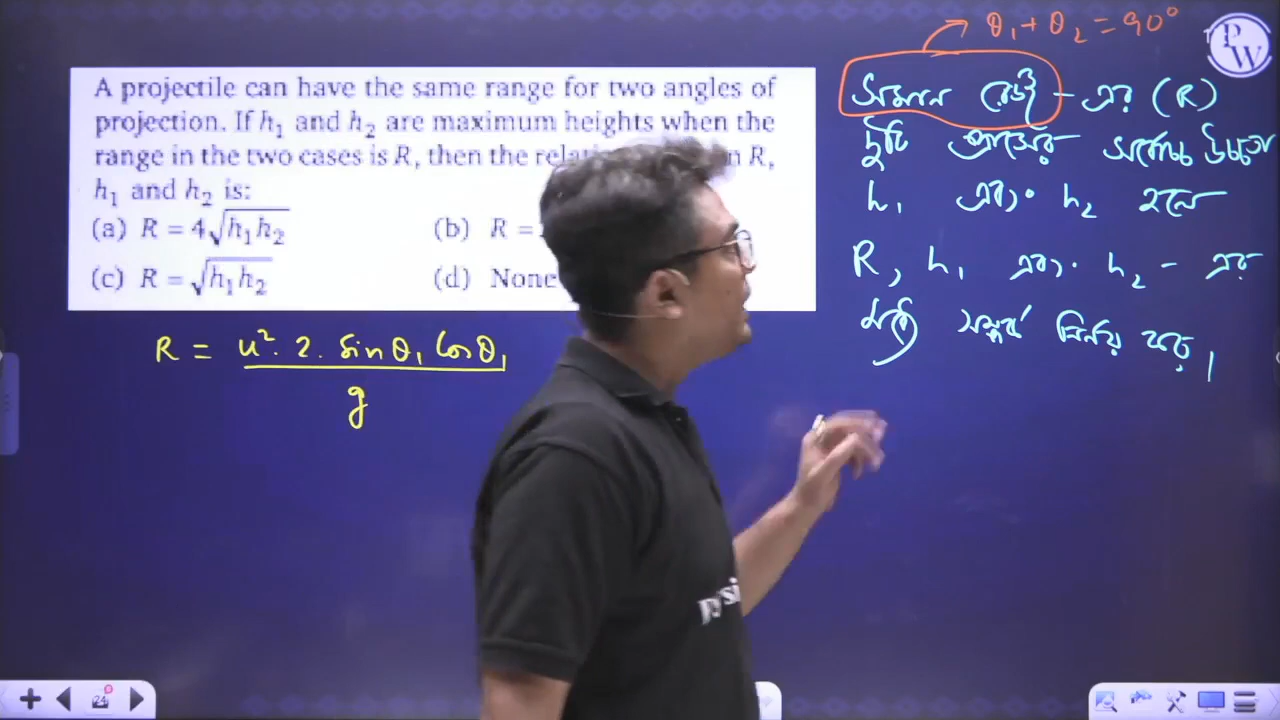 θ₁ + θ₂ = 90°
PW
A projectile can have the same range for two angles of
projection. If h₁ and h₂ are maximum heights when the
range in the two cases is R, then the n R,
h₁ and h₂ is:
(a) R = 4√h₁h₂
(b) R =
(c) R = √h₁h₂
(d) None
সমান রেঞ্জ - এর (R)
দুটি প্রাসের সর্বোচ্চ উচ্চতা
h₁ এবং h₂ হলে
R, h₁ এবং h₂ - এর
মধ্যে সম্পর্ক নির্ণয় করো।
R = u². 2. Sinθ₁ Cosθ₁
g
24